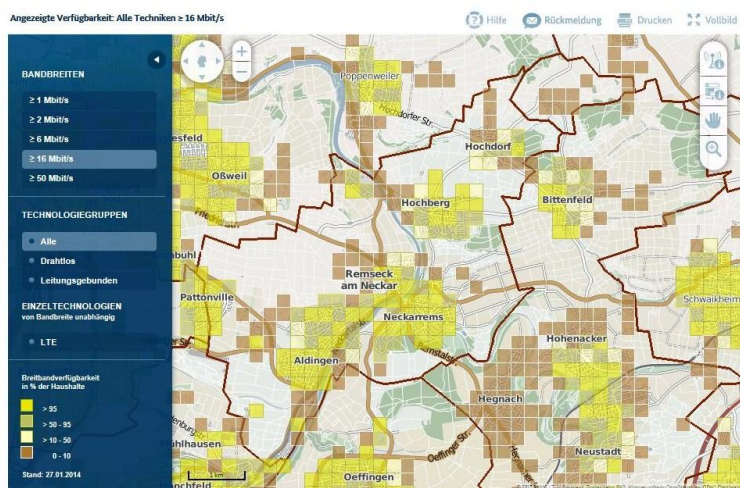 Angezeigte Verfügbarkeit: Alle Techniken ≥ 16 Mbit/s
Hilfe
Rückmeldung
Drucken
Vollbild
BANDBREITEN
≥ 1 Mbit/s
≥ 2 Mbit/s
≥ 6 Mbit/s
≥ 16 Mbit/s
≥ 50 Mbit/s
TECHNOLOGIEGRUPPEN
Alle
Drahtlos
Leitungsgebunden
EINZELTECHNOLOGIEN
von Bandbreite unabhängig
LTE
Breitbandverfügbarkeit
in % der Haushalte
> 95
> 50 - 95
> 10 - 50
0 - 10
Stand: 27.01.2014
Poppenweiler
Hochdorfer Str.
Hochdorf
Oßweil
Hochberg
Bittenfeld
Remseck
am Neckar
Pattonville
Schwaikheim
Neckarrems
Hohenacker
Aldingen
Hegnach
Neustadt
Oeffinger Str.
Oeffingen
1 km